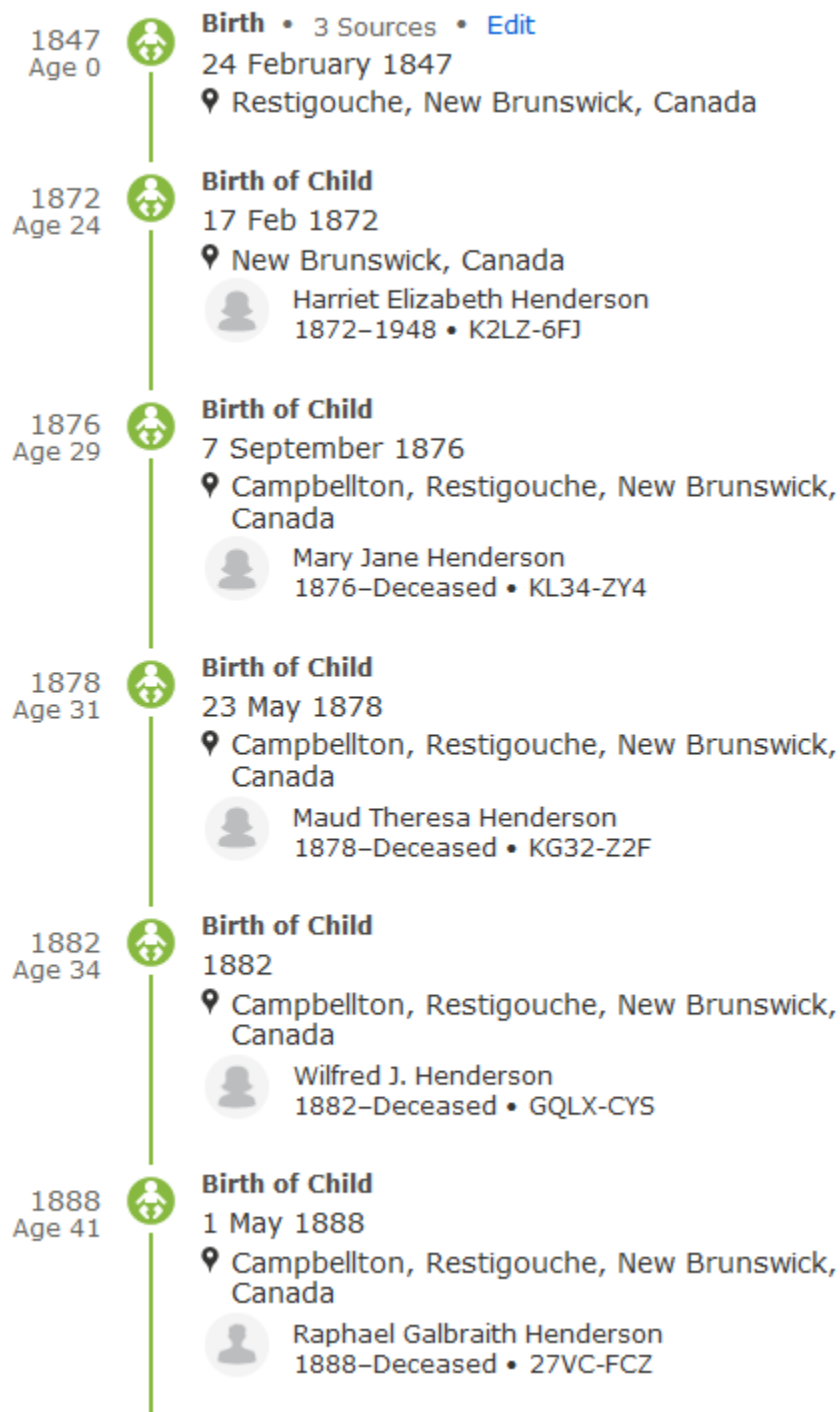 1847
Age 0
Birth • 3 Sources • Edit
24 February 1847
Restigouche, New Brunswick, Canada
1872
Age 24
Birth of Child
17 Feb 1872
New Brunswick, Canada
Harriet Elizabeth Henderson
1872–1948 • K2LZ-6FJ
1876
Age 29
Birth of Child
7 September 1876
Campbellton, Restigouche, New Brunswick,
Canada
Mary Jane Henderson
1876–Deceased • KL34-ZY4
1878
Age 31
Birth of Child
23 May 1878
Campbellton, Restigouche, New Brunswick,
Canada
Maud Theresa Henderson
1878–Deceased • KG32-Z2F
1882
Age 34
Birth of Child
1882
Campbellton, Restigouche, New Brunswick,
Canada
Wilfred J. Henderson
1882–Deceased • GQLX-CYS
1888
Age 41
Birth of Child
1 May 1888
Campbellton, Restigouche, New Brunswick,
Canada
Raphael Galbraith Henderson
1888–Deceased • 27VC-FCZ